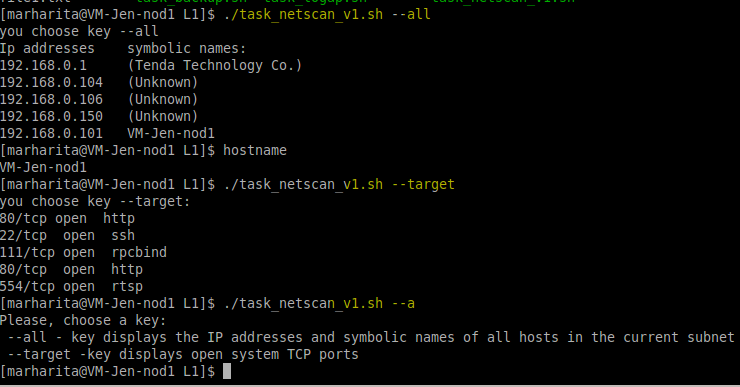 [marharita@VM-Jen-nod1 L1]$ ./task_netscan_v1.sh --all
you choose key --all
Ip addresses    symbolic names:
192.168.0.1     (Tenda Technology Co.)
192.168.0.104   (Unknown)
192.168.0.106   (Unknown)
192.168.0.150   (Unknown)
192.168.0.101   VM-Jen-nod1
[marharita@VM-Jen-nod1 L1]$ hostname
VM-Jen-nod1
[marharita@VM-Jen-nod1 L1]$ ./task_netscan_v1.sh --target
you choose key --target:
80/tcp open  http
22/tcp  open  ssh
111/tcp open  rpcbind
80/tcp  open  http
554/tcp open  rtsp
[marharita@VM-Jen-nod1 L1]$ ./task_netscan_v1.sh --a
Please, choose a key:
 --all - key displays the IP addresses and symbolic names of all hosts in the current subnet
 --target -key displays open system TCP ports
[marharita@VM-Jen-nod1 L1]$